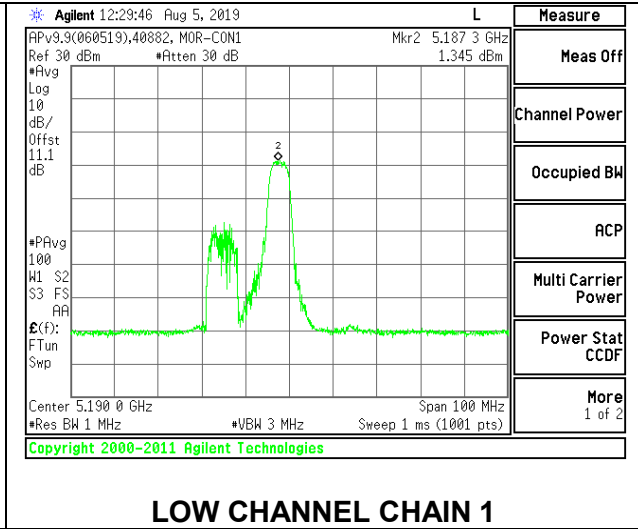 Agilent 12:29:46 Aug 5, 2019 L
APv9.9(060519),40882, MOR-CON1 Mkr2 5.187 3 GHz
Ref 30 dBm #Atten 30 dB 1.345 dBm
#Avg
Log
10
dB/
Offst
11.1
dB
#PAvg
100
W1 S2
S3 FS
AA
£(f):
FTun
Swp
2
Center 5.190 0 GHz Span 100 MHz
#Res BW 1 MHz #VBW 3 MHz Sweep 1 ms (1001 pts)
Copyright 2000-2011 Agilent Technologies
Measure
Meas Off
Channel Power
Occupied BW
ACP
Multi Carrier
Power
Power Stat
CCDF
More
1 of 2
LOW CHANNEL CHAIN 1